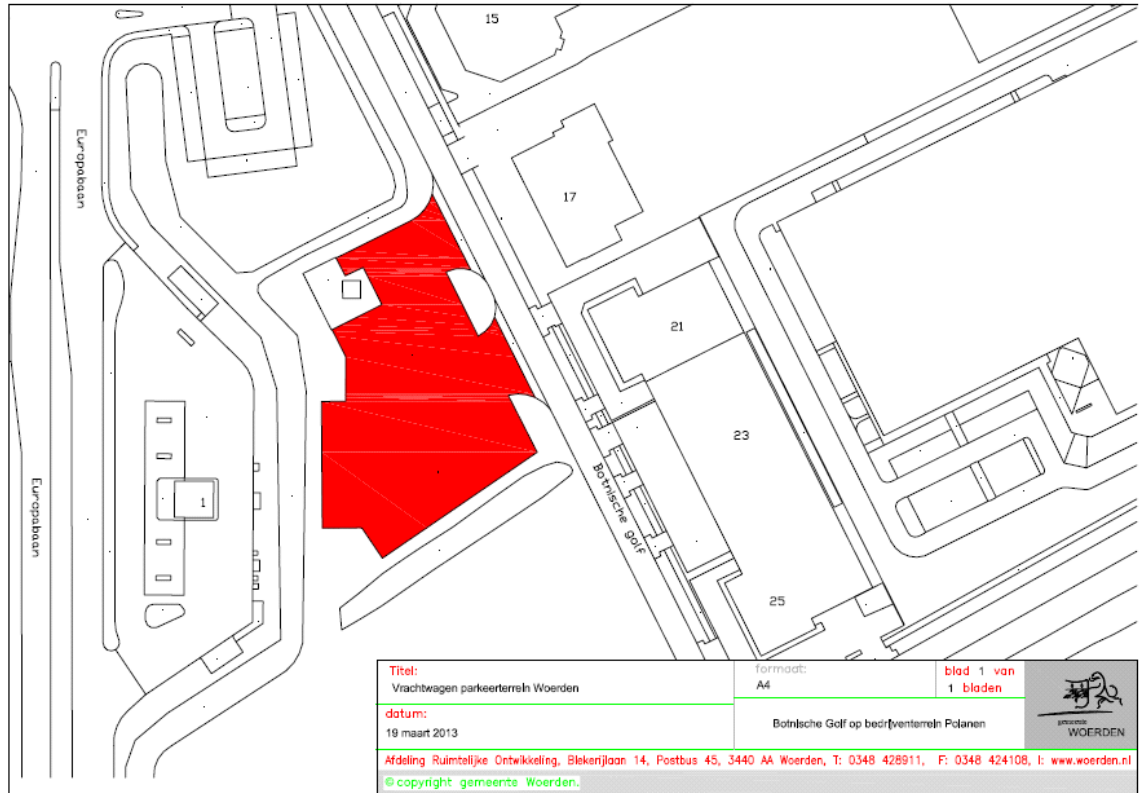 15
Europabaan
17
21
23
Europabaan
1
Botnische golf
25
Titel:
Vrachtwagen parkeerterrein Woerden
formaat:
A4
blad 1 van
1 bladen
datum:
19 maart 2013
Botnische Golf op bedrijventerrein Polanen
gemeente
WOERDEN
Afdeling Ruimtelijke Ontwikkeling, Blekerijlaan 14, Postbus 45, 3440 AA Woerden, T: 0348 428911, F: 0348 424108, I: www.woerden.nl
© copyright gemeente Woerden.